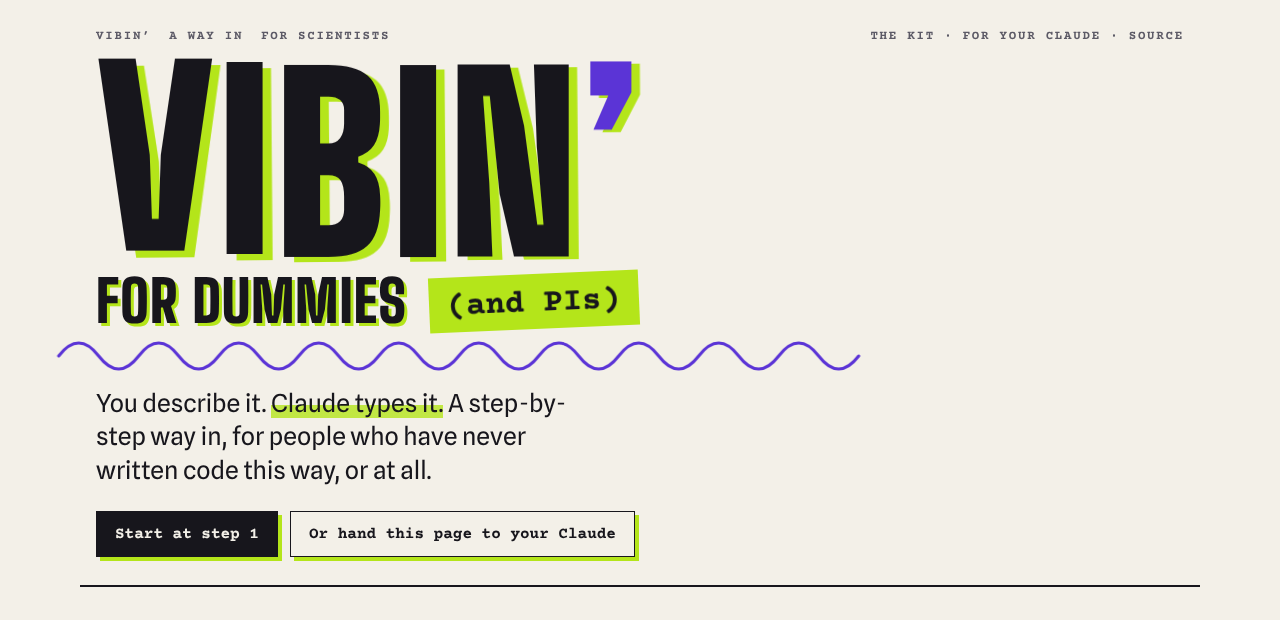 VIBIN’ A WAY IN FOR SCIENTISTS
THE KIT · FOR YOUR CLAUDE · SOURCE
VIBIN’
FOR DUMMIES (and PIs)
You describe it. Claude types it. A step-by-
step way in, for people who have never
written code this way, or at all.
Start at step 1
Or hand this page to your Claude